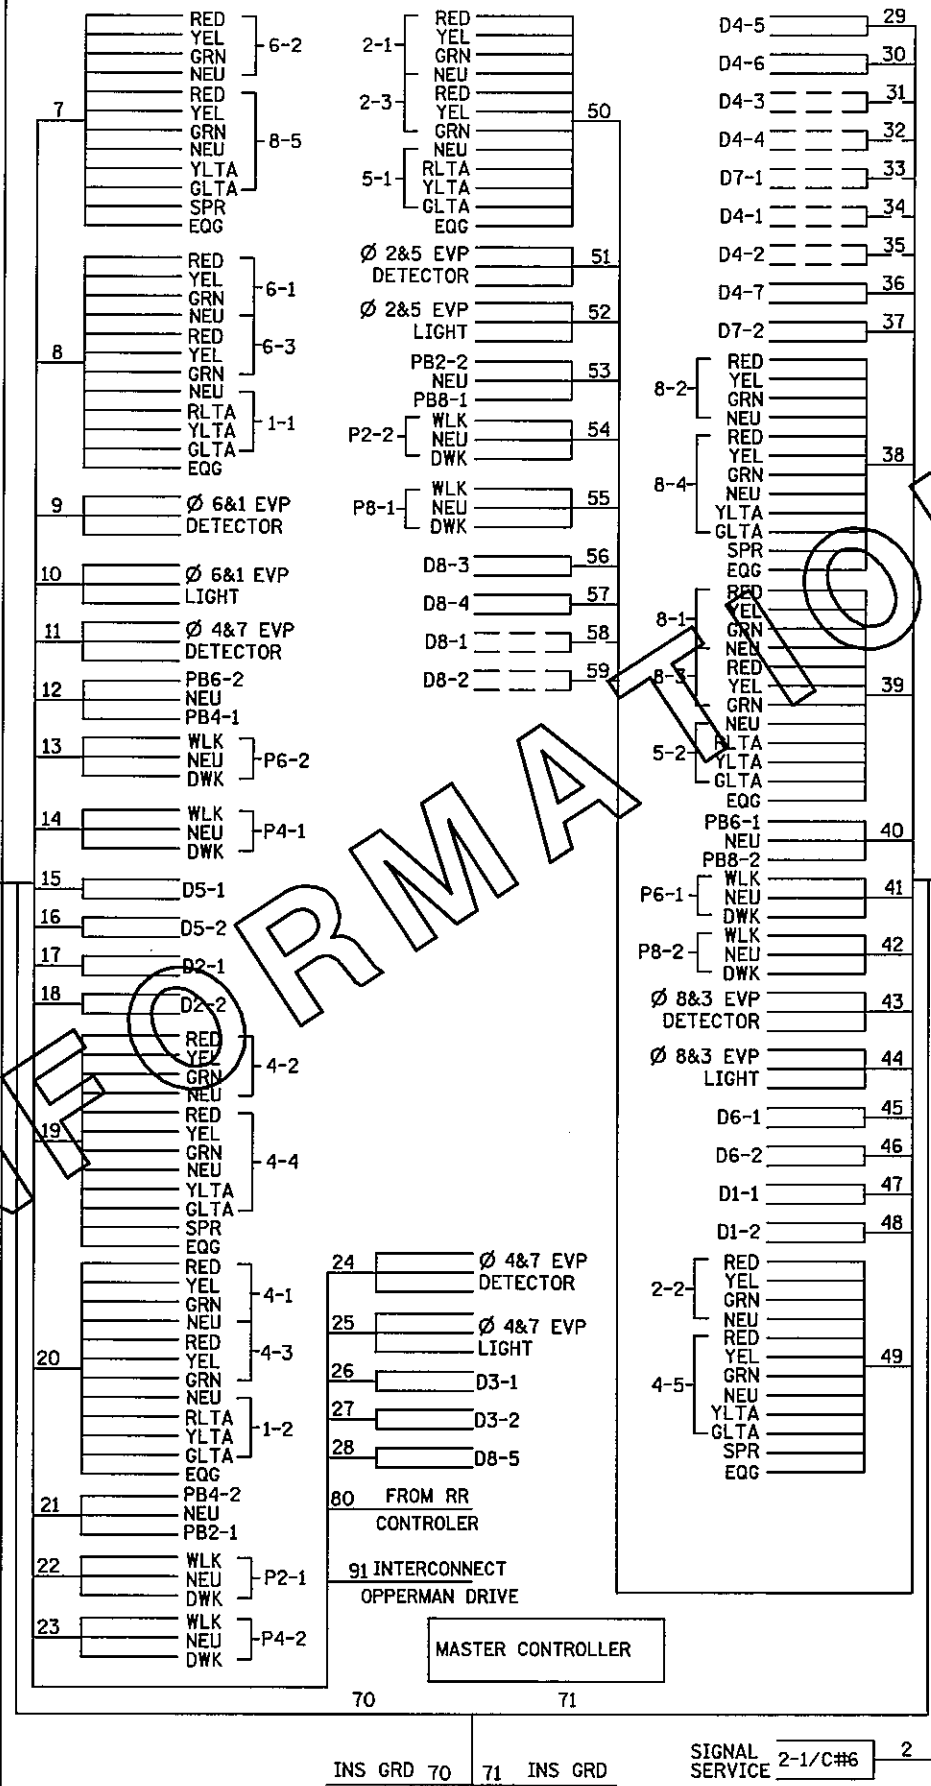 7
RED
YEL
GRN
NEU
6-2
RED
YEL
GRN
NEU
YLTA
GLTA
8-5
SPR
EQG
8
RED
YEL
GRN
NEU
6-1
RED
YEL
GRN
6-3
NEU
RLTA
YLTA
GLTA
1-1
EQG
9
Ø 6&1 EVP
DETECTOR
10
Ø 6&1 EVP
LIGHT
11
Ø 4&7 EVP
DETECTOR
12
PB6-2
NEU
PB4-1
13
WLK
NEU
DWK
P6-2
14
WLK
NEU
DWK
P4-1
15
D5-1
16
D5-2
17
D2-1
18
D2-2
19
RED
YEL
GRN
NEU
4-2
RED
YEL
GRN
NEU
YLTA
GLTA
4-4
SPR
EQG
20
RED
YEL
GRN
NEU
4-1
RED
YEL
GRN
4-3
NEU
RLTA
YLTA
GLTA
1-2
EQG
21
PB4-2
NEU
PB2-1
22
WLK
NEU
DWK
P2-1
23
WLK
NEU
DWK
P4-2
2-1
RED
YEL
GRN
NEU
2-3
RED
YEL
GRN
5-1
NEU
RLTA
YLTA
GLTA
EQG
50
Ø 2&5 EVP
DETECTOR
51
Ø 2&5 EVP
LIGHT
52
PB2-2
NEU
PB8-1
53
P2-2
WLK
NEU
DWK
54
P8-1
WLK
NEU
DWK
55
D8-3
56
D8-4
57
D8-1
58
D8-2
59
24
Ø 4&7 EVP
DETECTOR
25
Ø 4&7 EVP
LIGHT
26
D3-1
27
D3-2
28
D8-5
80 FROM RR
CONTROLER
91 INTERCONNECT
OPPERMAN DRIVE
MASTER CONTROLLER
D4-5
29
D4-6
30
D4-3
31
D4-4
32
D7-1
33
D4-1
34
D4-2
35
D4-7
36
D7-2
37
8-2
RED
YEL
GRN
NEU
8-4
RED
YEL
GRN
NEU
YLTA
GLTA
SPR
EQG
38
8-1
RED
YEL
GRN
NEU
8-3
RED
YEL
GRN
5-2
NEU
RLTA
YLTA
GLTA
EQG
39
PB6-1
NEU
PB8-2
40
P6-1
WLK
NEU
DWK
41
P8-2
WLK
NEU
DWK
42
Ø 8&3 EVP
DETECTOR
43
Ø 8&3 EVP
LIGHT
44
D6-1
45
D6-2
46
D1-1
47
D1-2
48
2-2
RED
YEL
GRN
NEU
4-5
RED
YEL
GRN
NEU
YLTA
GLTA
SPR
EQG
49
70
71
INS GRD 70
71 INS GRD
SIGNAL
SERVICE
2-1/C#6
2
FORMATIO